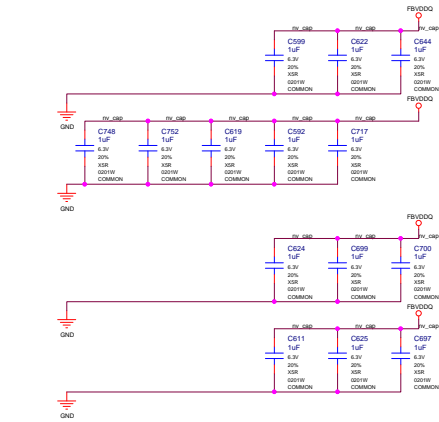 FBVDDQ
nv_cap nv_cap nv_cap
C599 C622 C644
1uF 1uF 1uF
6.3V 6.3V 6.3V
20% 20% 20%
X5R X5R X5R
0201W 0201W 0201W
COMMON COMMON COMMON
FBVDDQ
GND
nv_cap nv_cap nv_cap nv_cap nv_cap
C748 C752 C619 C592 C717
1uF 1uF 1uF 1uF 1uF
6.3V 6.3V 6.3V 6.3V 6.3V
20% 20% 20% 20% 20%
X5R X5R X5R X5R X5R
0201W 0201W 0201W 0201W 0201W
COMMON COMMON COMMON COMMON COMMON
GND
FBVDDQ
nv_cap nv_cap nv_cap
C624 C699 C700
1uF 1uF 1uF
6.3V 6.3V 6.3V
20% 20% 20%
X5R X5R X5R
0201W 0201W 0201W
COMMON COMMON COMMON
FBVDDQ
GND
nv_cap nv_cap nv_cap
C611 C625 C697
1uF 1uF 1uF
6.3V 6.3V 6.3V
20% 20% 20%
X5R X5R X5R
0201W 0201W 0201W
COMMON COMMON COMMON
GND